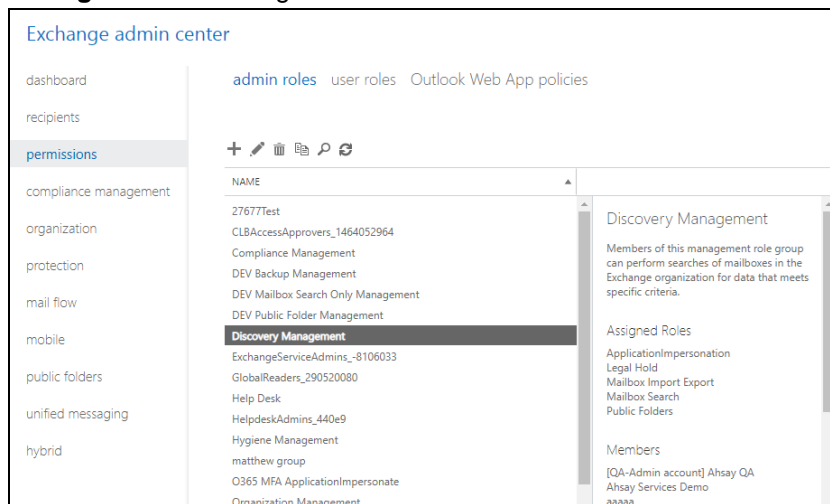 Exchange admin center
dashboard
recipients
permissions
compliance management
organization
protection
mail flow
mobile
public folders
unified messaging
hybrid
admin roles user roles Outlook Web App policies
NAME
27677Test
CLBAccessApprovers_1464052964
Compliance Management
DEV Backup Management
DEV Mailbox Search Only Management
DEV Public Folder Management
Discovery Management
ExchangeServiceAdmins_-8106033
GlobalReaders_290520080
Help Desk
HelpdeskAdmins_440e9
Hygiene Management
matthew group
O365 MFA ApplicationImpersonate
Organization Management
Discovery Management
Members of this management role group
can perform searches of mailboxes in the
Exchange organization for data that meets
specific criteria.
Assigned Roles
ApplicationImpersonation
Legal Hold
Mailbox Import Export
Mailbox Search
Public Folders
Members
[QA-Admin account] Ahsay QA
Ahsay Services Demo
aaaaa